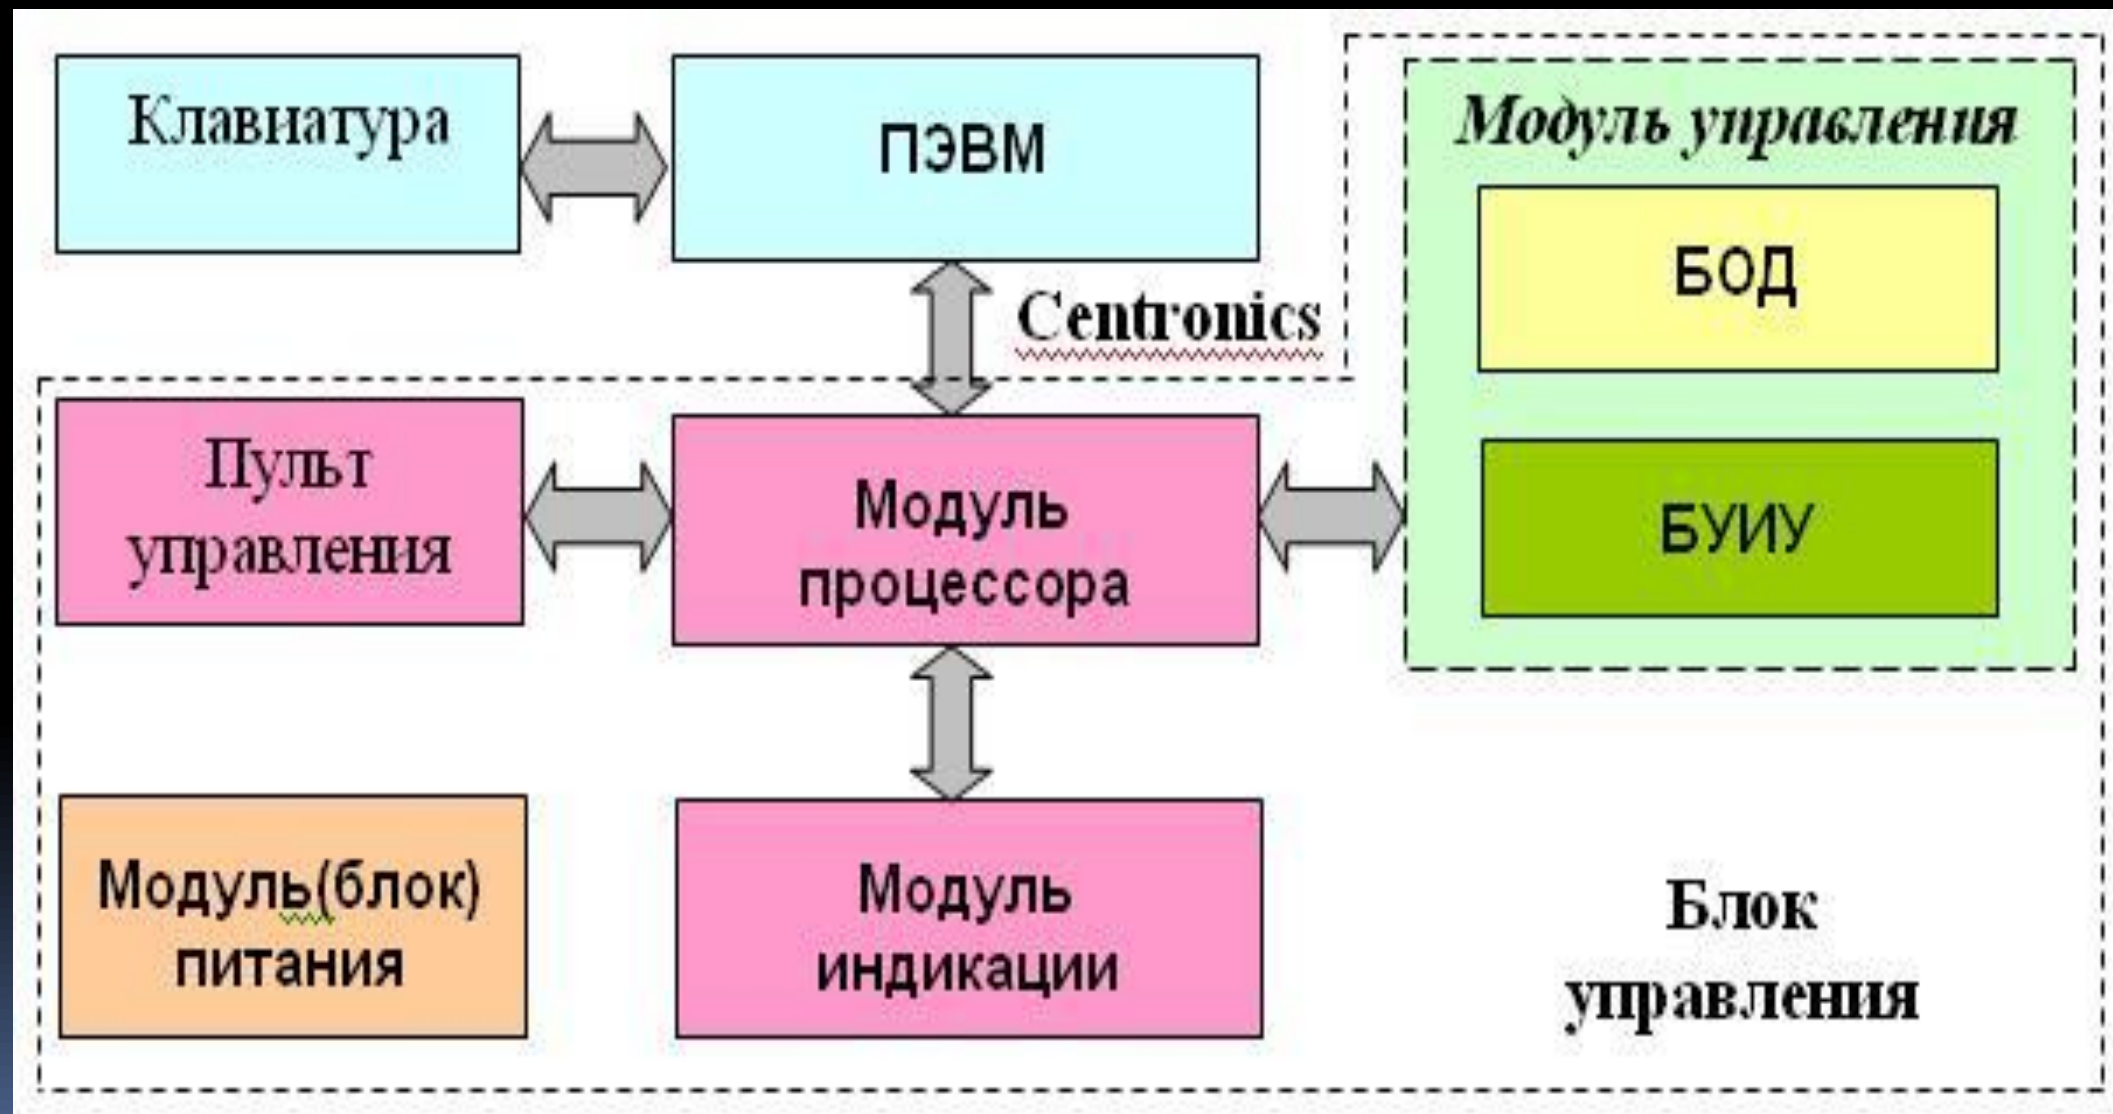 Клавиатура
ПЭВМ
Модуль управления
БОД
Centronics
Пульт
управления
Модуль
процессора
БУИУ
Модуль(блок)
питания
Модуль
индикации
Блок
управления